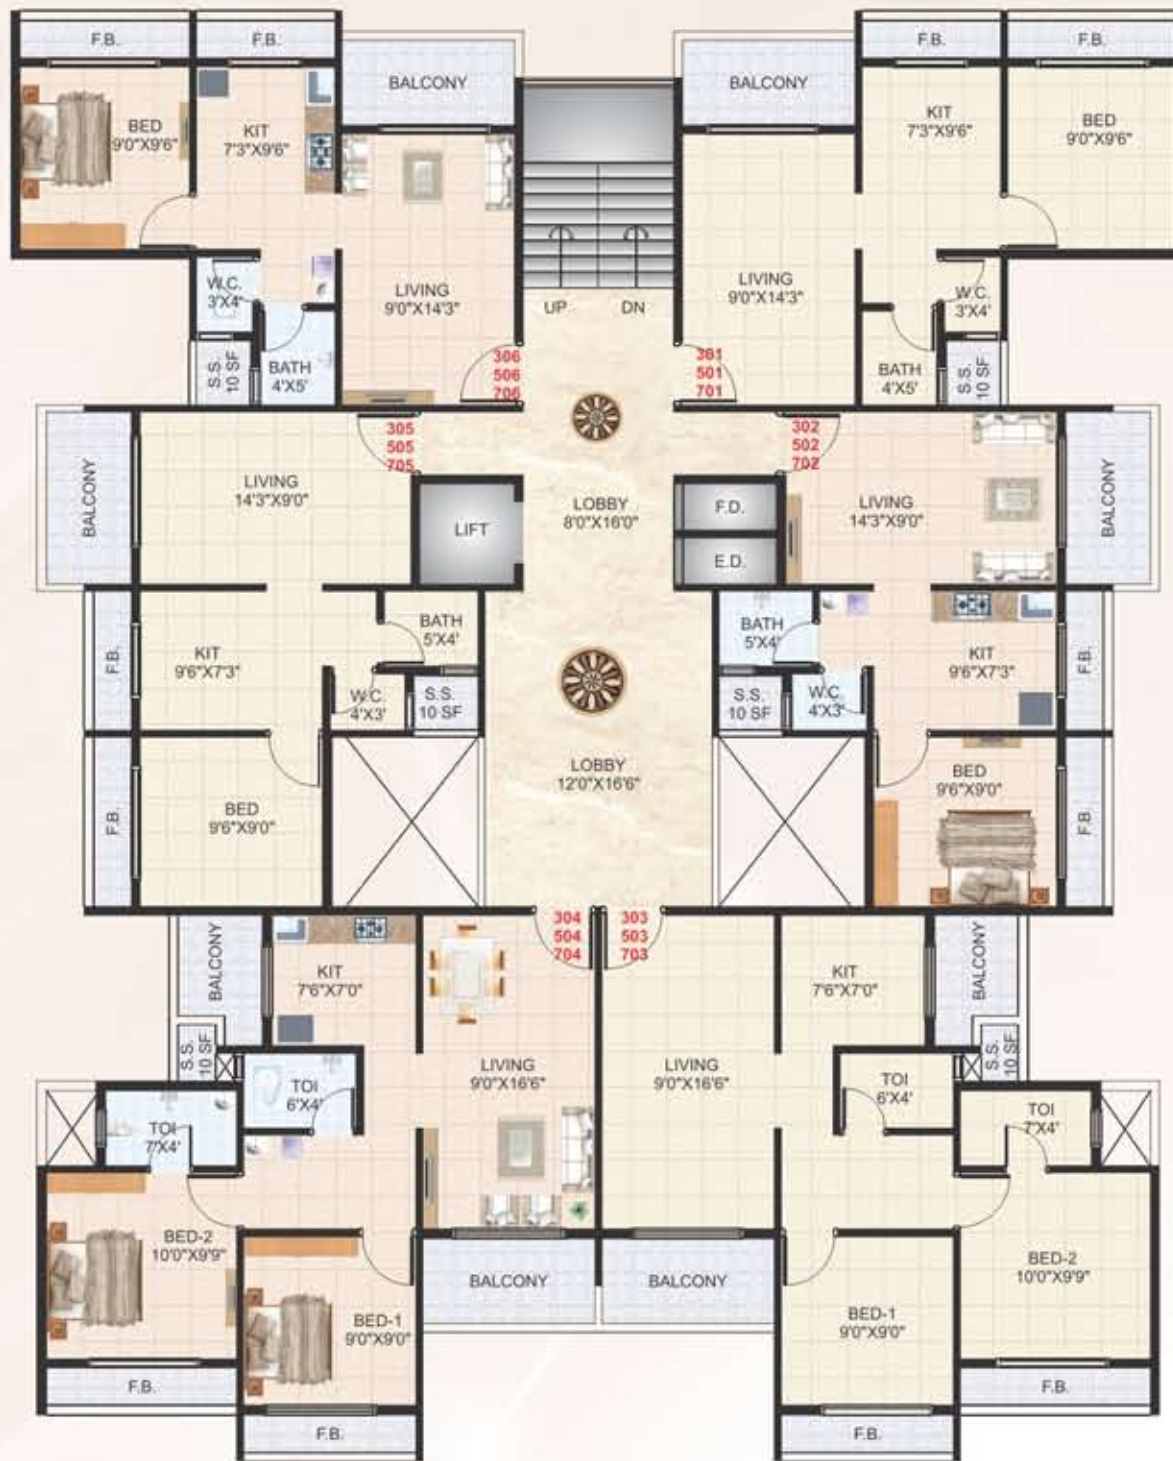 F.B.
F.B.
BALCONY
BED
9'0"X9'6"
KIT
7'3"X9'6"
LIVING
9'0"X14'3"
W.C.
3'X4'
S.S.
10 SF
BATH
4'X5'
306
506
706
UP
DN
BALCONY
F.B.
F.B.
KIT
7'3"X9'6"
BED
9'0"X9'6"
LIVING
9'0"X14'3"
W.C.
3'X4'
BATH
4'X5'
S.S.
10 SF
301
501
701
305
505
705
BALCONY
LIVING
14'3"X9'0"
LIFT
LOBBY
8'0"X16'0"
F.D.
E.D.
302
502
702
LIVING
14'3"X9'0"
BALCONY
F.B.
KIT
9'6"X7'3"
BATH
5'X4'
W.C.
4'X3'
S.S.
10 SF
F.B.
BED
9'6"X9'0"
LOBBY
12'0"X16'6"
BATH
5'X4'
S.S.
10 SF
W.C.
4'X3'
KIT
9'6"X7'3"
F.B.
BED
9'6"X9'0"
F.B.
304
504
704
303
503
703
BALCONY
KIT
7'6"X7'0"
S.S.
10 SF
TOI
6'X4'
LIVING
9'0"X16'6"
TOI
7'X4'
BED-2
10'0"X9'9"
BED-1
9'0"X9'0"
BALCONY
F.B.
F.B.
KIT
7'6"X7'0"
BALCONY
S.S.
10 SF
LIVING
9'0"X16'6"
TOI
6'X4'
TOI
7'X4'
BED-2
10'0"X9'9"
BALCONY
BED-1
9'0"X9'0"
F.B.
F.B.